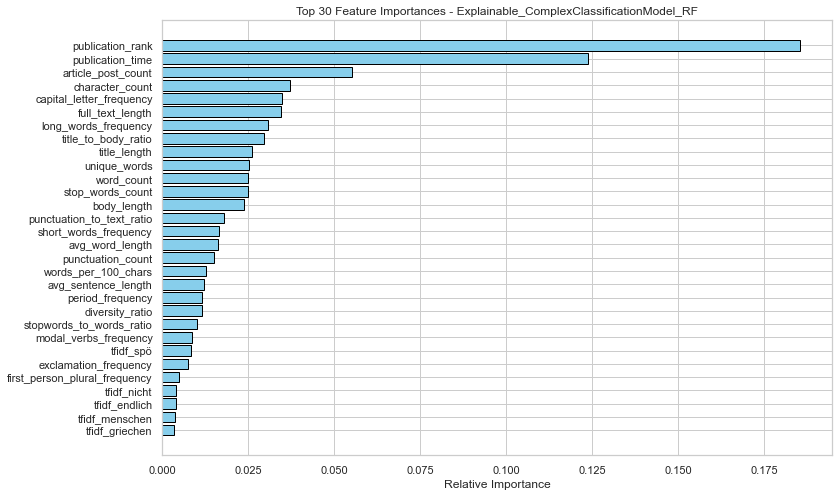 Top 30 Feature Importances - Explainable_ComplexClassificationModel_RF
publication_rank
publication_time
article_post_count
character_count
capital_letter_frequency
full_text_length
long_words_frequency
title_to_body_ratio
title_length
unique_words
word_count
stop_words_count
body_length
punctuation_to_text_ratio
short_words_frequency
avg_word_length
punctuation_count
words_per_100_chars
avg_sentence_length
period_frequency
diversity_ratio
stopwords_to_words_ratio
modal_verbs_frequency
tfidf_spö
exclamation_frequency
first_person_plural_frequency
tfidf_nicht
tfidf_endlich
tfidf_menschen
tfidf_griechen
0.000 0.025 0.050 0.075 0.100 0.125 0.150 0.175
Relative Importance